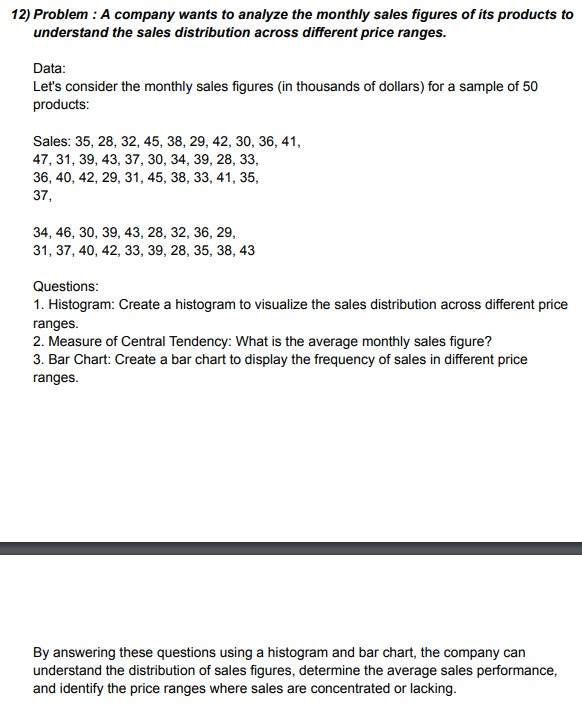 12) Problem : A company wants to analyze the monthly sales figures of its products to
understand the sales distribution across different price ranges.
Data:
Let's consider the monthly sales figures (in thousands of dollars) for a sample of 50
products:
Sales: 35, 28, 32, 45, 38, 29, 42, 30, 36, 41,
47, 31, 39, 43, 37, 30, 34, 39, 28, 33,
36, 40, 42, 29, 31, 45, 38, 33, 41, 35,
37,
34, 46, 30, 39, 43, 28, 32, 36, 29,
31, 37, 40, 42, 33, 39, 28, 35, 38, 43
Questions:
1. Histogram: Create a histogram to visualize the sales distribution across different price
ranges.
2. Measure of Central Tendency: What is the average monthly sales figure?
3. Bar Chart: Create a bar chart to display the frequency of sales in different price
ranges.
By answering these questions using a histogram and bar chart, the company can
understand the distribution of sales figures, determine the average sales performance,
and identify the price ranges where sales are concentrated or lacking.